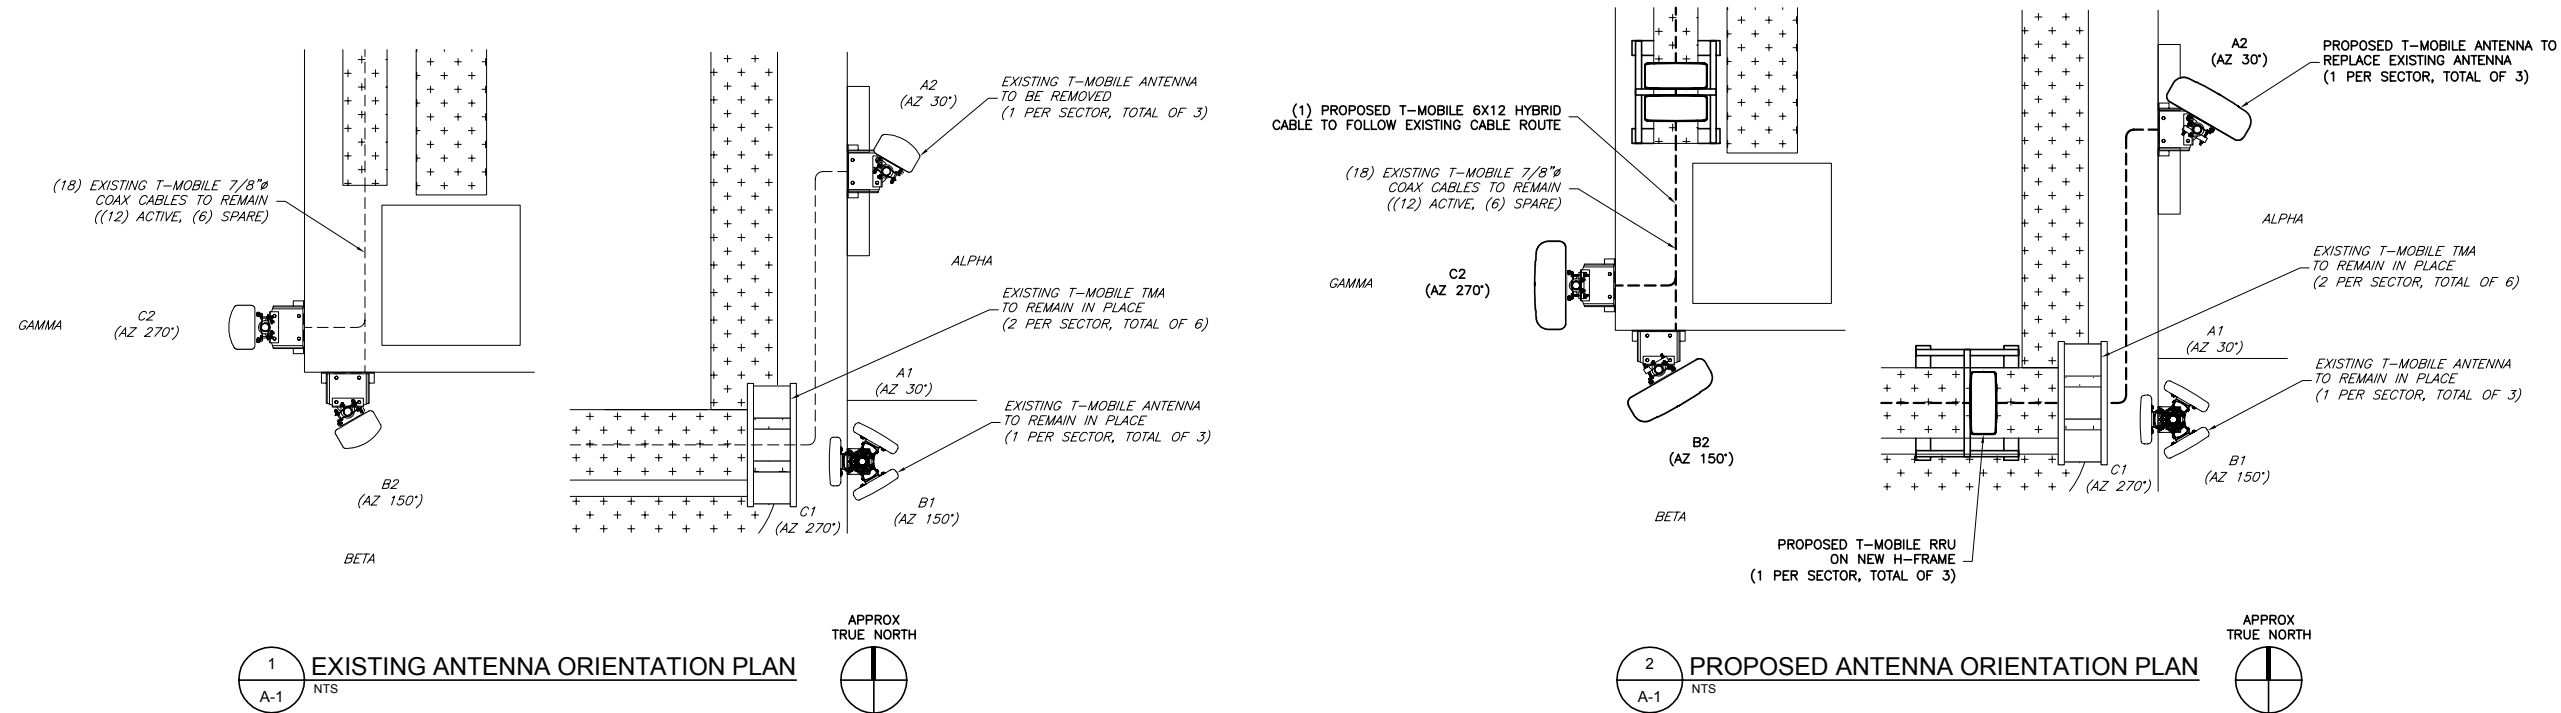 A2
(AZ 30°)
EXISTING T-MOBILE ANTENNA
TO BE REMOVED
(1 PER SECTOR, TOTAL OF 3)
(18) EXISTING T-MOBILE 7/8"ø
COAX CABLES TO REMAIN
((12) ACTIVE, (6) SPARE)
ALPHA
EXISTING T-MOBILE TMA
TO REMAIN IN PLACE
(2 PER SECTOR, TOTAL OF 6)
GAMMA
C2
(AZ 270°)
A1
(AZ 30°)
EXISTING T-MOBILE ANTENNA
TO REMAIN IN PLACE
(1 PER SECTOR, TOTAL OF 3)
B2
(AZ 150°)
C1
(AZ 270°)
B1
(AZ 150°)
BETA
APPROX
TRUE NORTH
1
A-1
EXISTING ANTENNA ORIENTATION PLAN
NTS
A2
(AZ 30°)
PROPOSED T-MOBILE ANTENNA TO
REPLACE EXISTING ANTENNA
(1 PER SECTOR, TOTAL OF 3)
(1) PROPOSED T-MOBILE 6X12 HYBRID
CABLE TO FOLLOW EXISTING CABLE ROUTE
(18) EXISTING T-MOBILE 7/8"ø
COAX CABLES TO REMAIN
((12) ACTIVE, (6) SPARE)
ALPHA
EXISTING T-MOBILE TMA
TO REMAIN IN PLACE
(2 PER SECTOR, TOTAL OF 6)
GAMMA
C2
(AZ 270°)
A1
(AZ 30°)
EXISTING T-MOBILE ANTENNA
TO REMAIN IN PLACE
(1 PER SECTOR, TOTAL OF 3)
B2
(AZ 150°)
C1
(AZ 270°)
B1
(AZ 150°)
BETA
PROPOSED T-MOBILE RRU
ON NEW H-FRAME
(1 PER SECTOR, TOTAL OF 3)
APPROX
TRUE NORTH
2
A-1
PROPOSED ANTENNA ORIENTATION PLAN
NTS